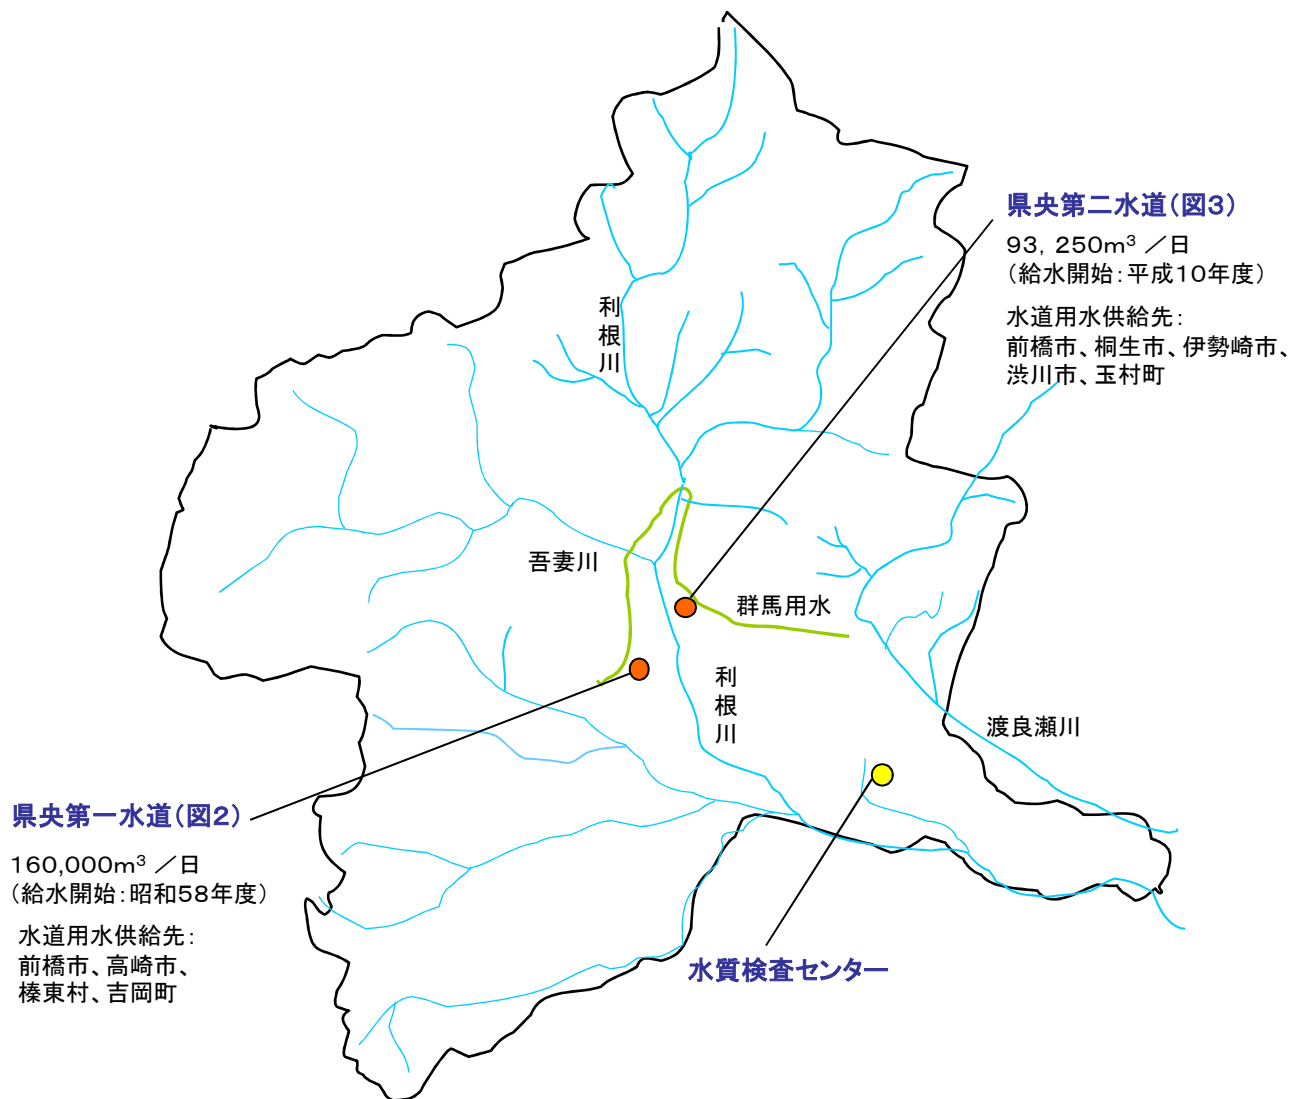 県央第二水道(図3)
93,250m³ ／日
(給水開始:平成10年度)
水道用水供給先:
前橋市、桐生市、伊勢崎市、
渋川市、玉村町
利根川
吾妻川
群馬用水
利根川
渡良瀬川
県央第一水道(図2)
160,000m³ ／日
(給水開始:昭和58年度)
水道用水供給先:
前橋市、高崎市、
榛東村、吉岡町
水質検査センター